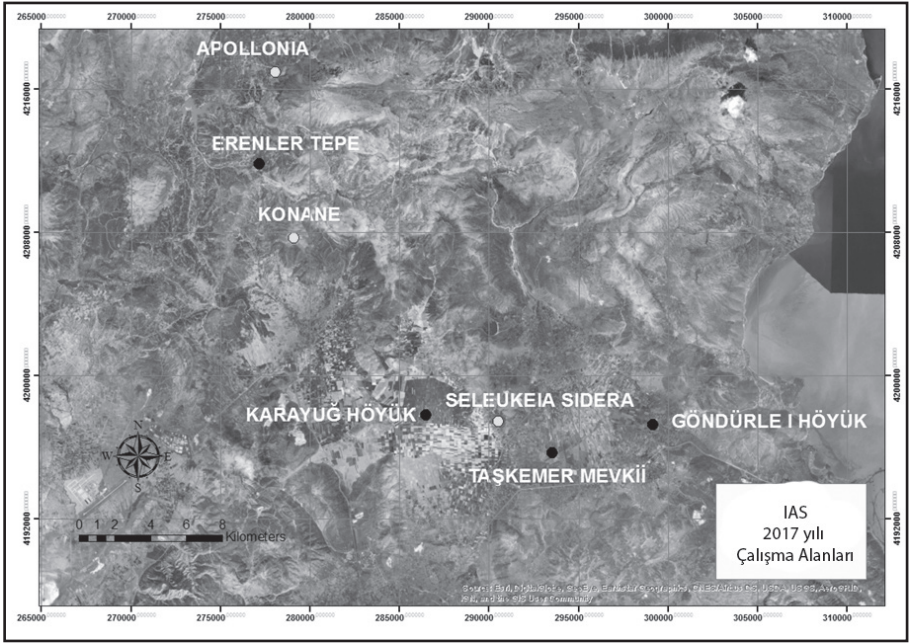 265000 270000 275000 280000 285000 290000 295000 300000 305000 310000
APOLLONIA
4216000 4216000
ERENLER TEPE
KONANE
4208000 4208000
4200000 4200000
SELEUKEIA SIDERA
KARAYUĞ HÖYÜK
GÖNDÜRLE I HÖYÜK
N
W E
S
TAŞKEMER MEVKİİ
IAS
2017 yılı
Çalışma Alanları
4192000 4192000
0 1 2 4 6 8
Kilometers
265000 270000 275000 280000 285000 290000 295000 300000 305000 310000